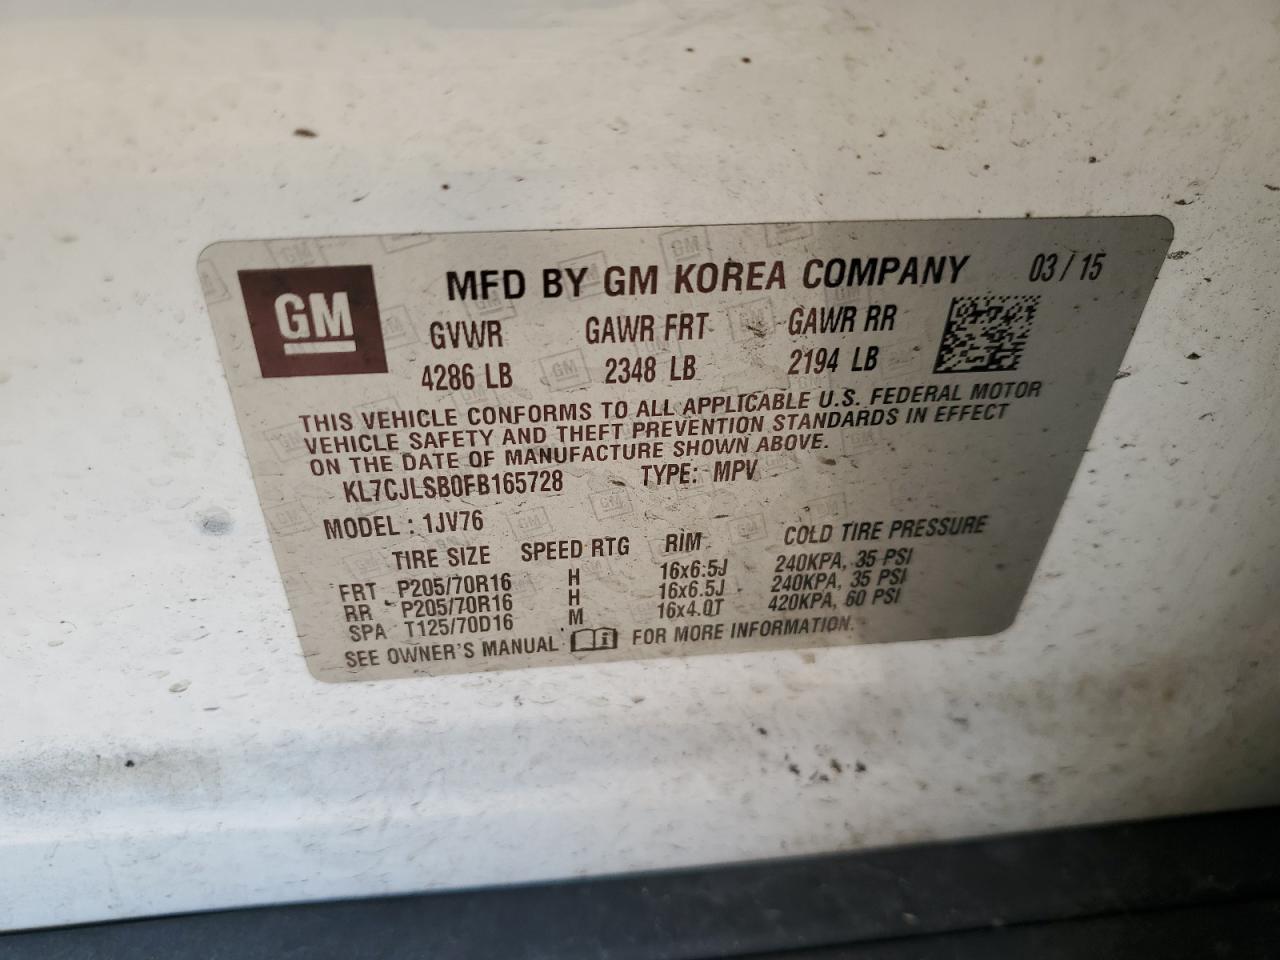 GM
MFD BY GM KOREA COMPANY 03/15
GVWR GAWR FRT GAWR RR
4286 LB 2348 LB 2194 LB
THIS VEHICLE CONFORMS TO ALL APPLICABLE U.S. FEDERAL MOTOR
VEHICLE SAFETY AND THEFT PREVENTION STANDARDS IN EFFECT
ON THE DATE OF MANUFACTURE SHOWN ABOVE.
KL7CJLSB0FB165728 TYPE: MPV
MODEL : 1JV76
TIRE SIZE SPEED RTG RIM COLD TIRE PRESSURE
FRT P205/70R16 H 16x6.5J 240KPA, 35 PSI
RR P205/70R16 H 16x6.5J 240KPA, 35 PSI
SPA T125/70D16 M 16x4.0T 420KPA, 60 PSI
SEE OWNER'S MANUAL FOR MORE INFORMATION.